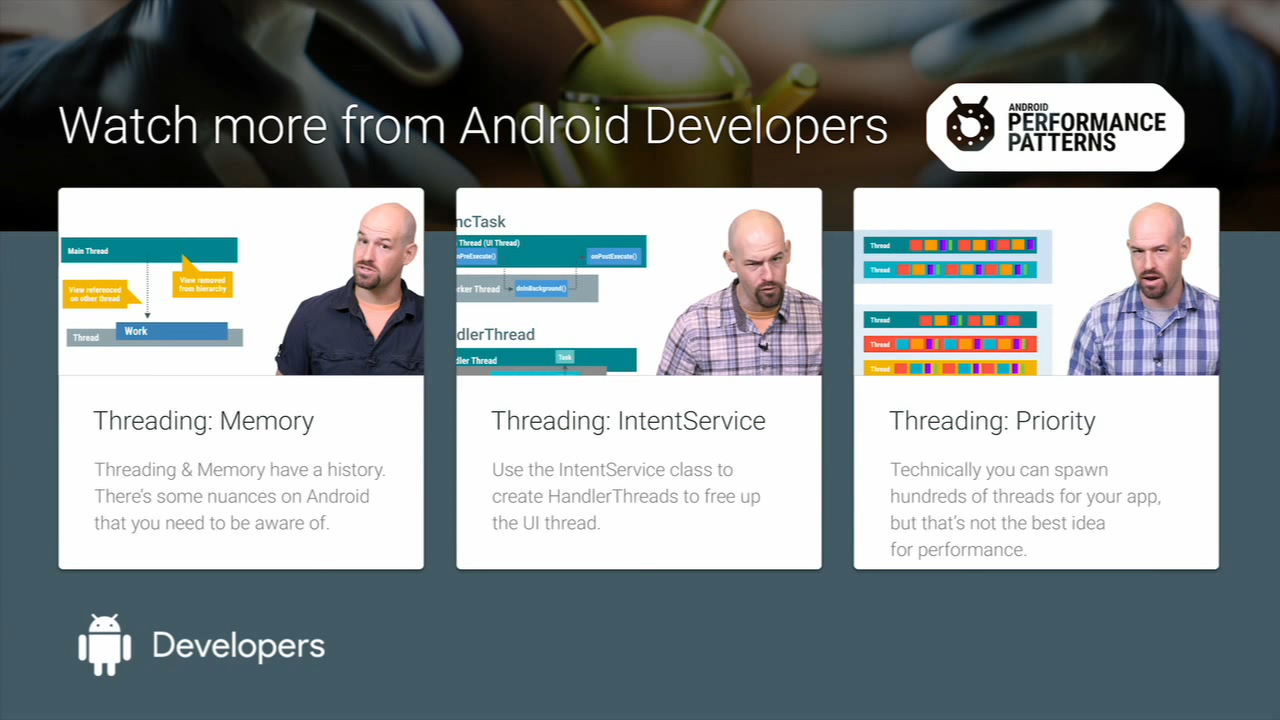 Watch more from Android Developers
ANDROID
PERFORMANCE
PATTERNS
Main Thread
View removed
from hierarchy
View referenced
on other thread
Work
Thread
Threading: Memory
Threading & Memory have a history.
There's some nuances on Android
that you need to be aware of.
ncTask
Thread (UI Thread)
nPreExecute()
onPostExecute()
orker Thread
doInBackground()
dlerThread
Task
dler Thread
Threading: IntentService
Use the IntentService class to
create HandlerThreads to free up
the UI thread.
Thread
Thread
Thread
Thread
Thread
Threading: Priority
Technically you can spawn
hundreds of threads for your app,
but that's not the best idea
for performance.
Developers